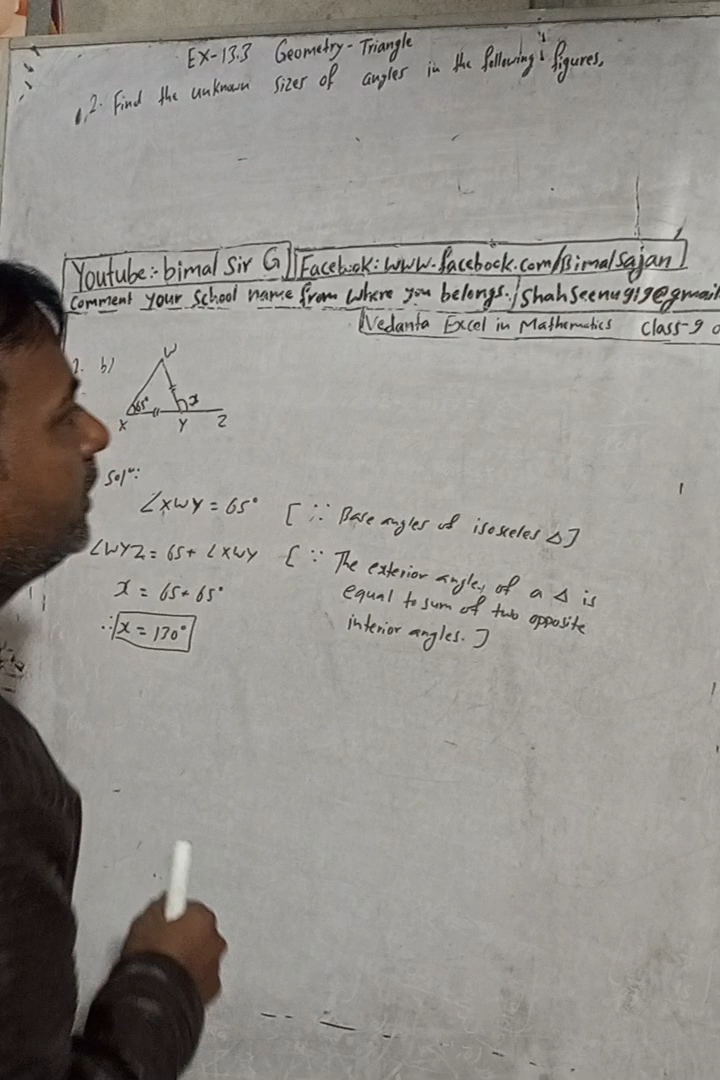 EX-13.3 Geometry-Triangle
2. Find the unknown sizes of angles in the following figures.
Youtube:- bimal Sir G Facebook: www.facebook.com/Bimalsajan
Comment your School name from where you belongs. / Shahseenu919@gmail
Vedanta Excel in Mathematics Class-9
2. b)
W
65° x
X Y Z
Solⁿ:
∠XWY = 65° [∵ Base angles of isosceles Δ]
∠WYZ = 65+ ∠XWY [∵ The exterior angles of a Δ is
x = 65+65° equal to sum of two opposite
∴ x = 130° interior angles.]